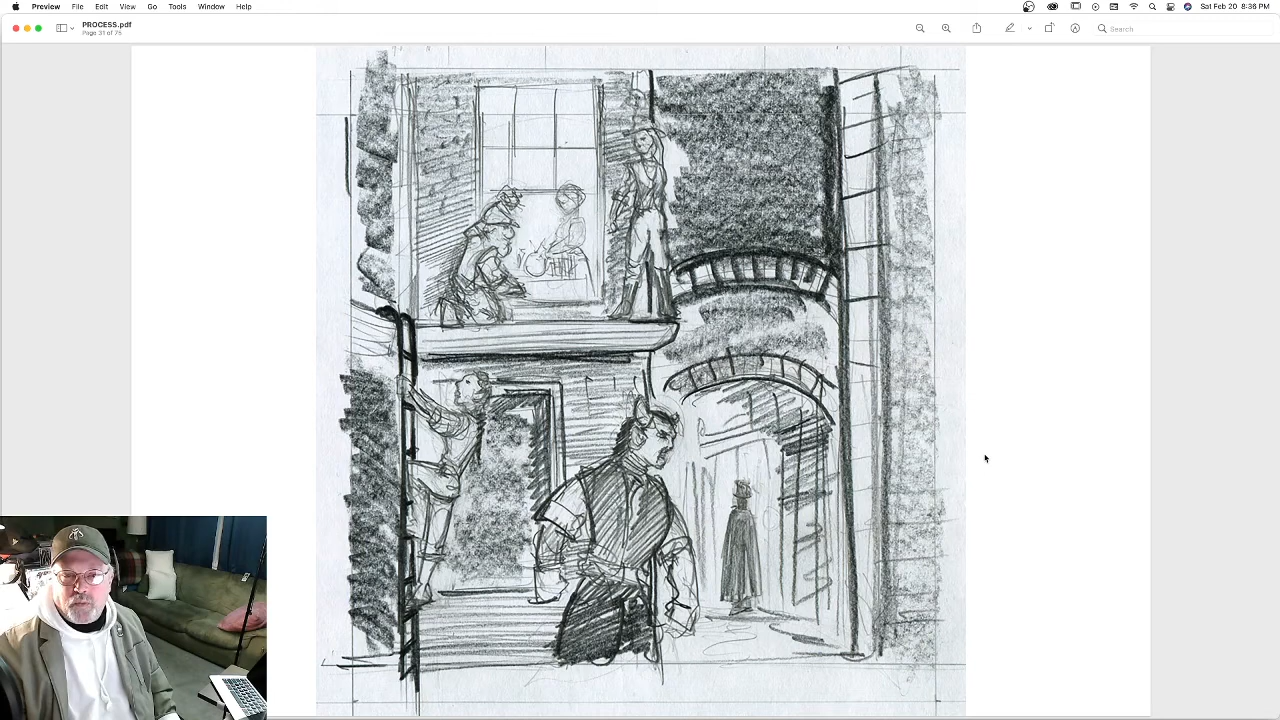 Preview File Edit View Go Tools Window Help
Sat Feb 20 8:36 PM
PROCESS.pdf
Page 31 of 75
Search